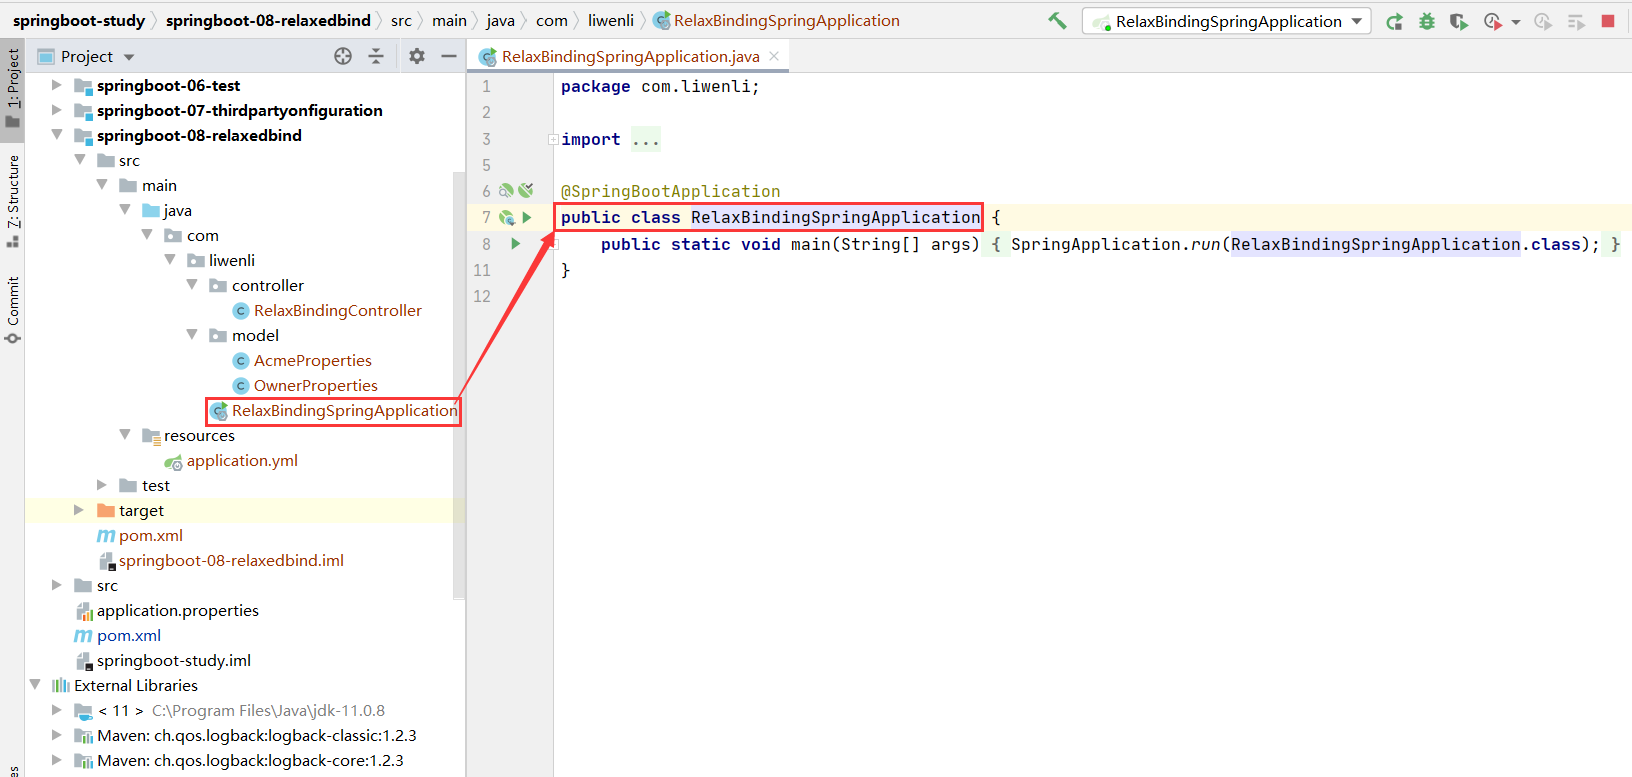 springboot-study springboot-08-relaxedbind src main java com liwenli RelaxBindingSpringApplication RelaxBindingSpringApplication
1: Project
Z: Structure
Commit
Project
springboot-06-test
springboot-07-thirdpartyonfiguration
springboot-08-relaxedbind
src
main
java
com
liwenli
controller
RelaxBindingController
model
AcmeProperties
OwnerProperties
RelaxBindingSpringApplication
resources
application.yml
test
target
pom.xml
springboot-08-relaxedbind.iml
src
application.properties
pom.xml
springboot-study.iml
External Libraries
< 11 > C:\Program Files\Java\jdk-11.0.8
Maven: ch.qos.logback:logback-classic:1.2.3
Maven: ch.qos.logback:logback-core:1.2.3
RelaxBindingSpringApplication.java
1 package com.liwenli;
2
3 import ...
5
6 @SpringBootApplication
7 public class RelaxBindingSpringApplication {
8 public static void main(String[] args) { SpringApplication.run(RelaxBindingSpringApplication.class); }
11 }
12